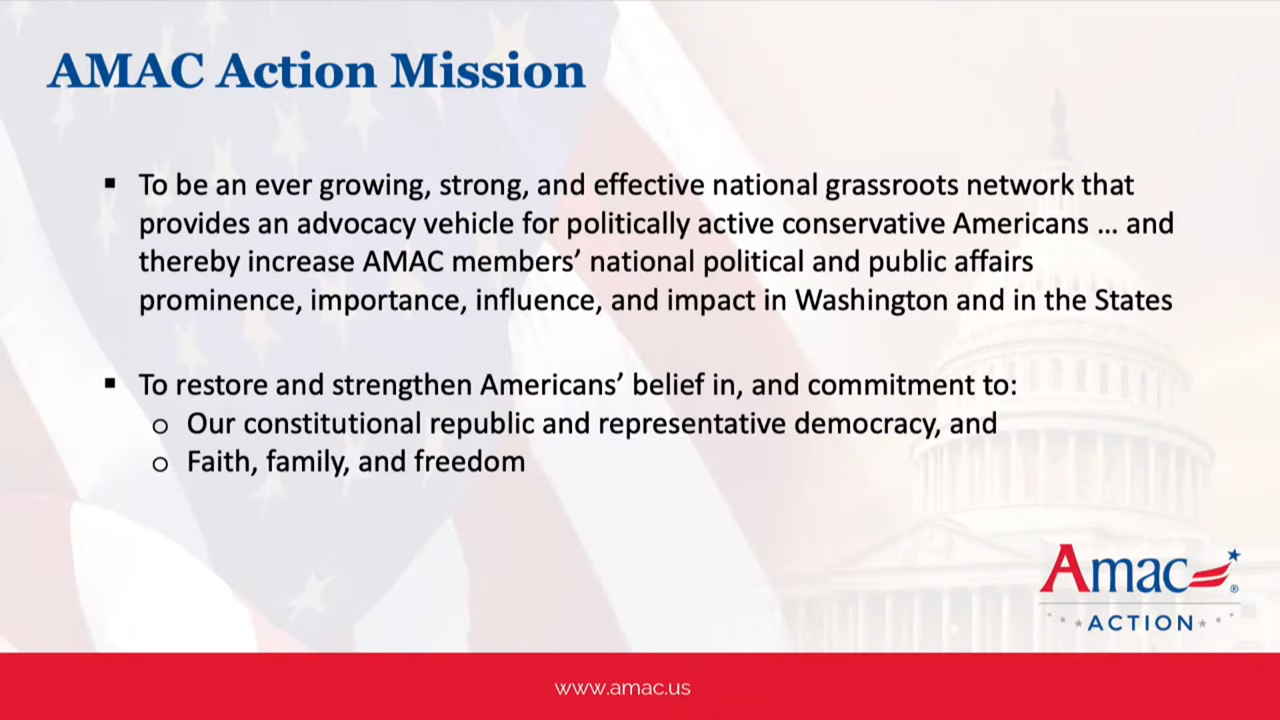 AMAC Action Mission
▪ To be an ever growing, strong, and effective national grassroots network that
provides an advocacy vehicle for politically active conservative Americans ... and
thereby increase AMAC members’ national political and public affairs
prominence, importance, influence, and impact in Washington and in the States
▪ To restore and strengthen Americans’ belief in, and commitment to:
o Our constitutional republic and representative democracy, and
o Faith, family, and freedom
Amac®
ACTION
www.amac.us